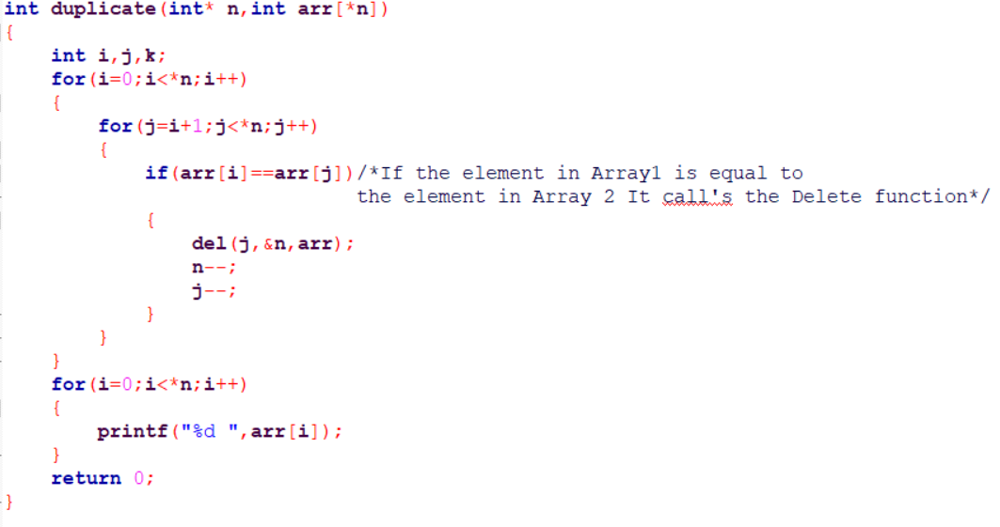 int duplicate(int* n,int arr[*n])
{
    int i,j,k;
    for(i=0;i<*n;i++)
    {
        for(j=i+1;j<*n;j++)
        {
            if(arr[i]==arr[j])/*If the element in Array1 is equal to
                              the element in Array 2 It call's the Delete function*/
            {
                del(j,&n,arr);
                n--;
                j--;
            }
        }
    }
    for(i=0;i<*n;i++)
    {
        printf("%d ",arr[i]);
    }
    return 0;
}